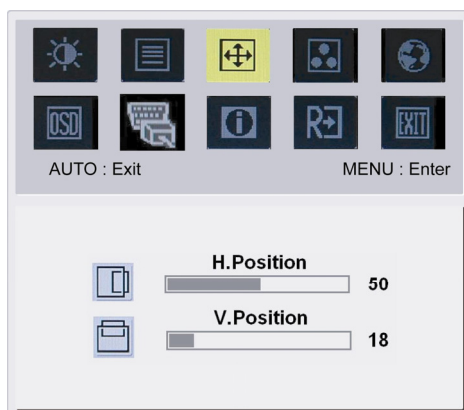 OSD
R
EXIT
AUTO : Exit
MENU : Enter
H.Position
50
V.Position
18